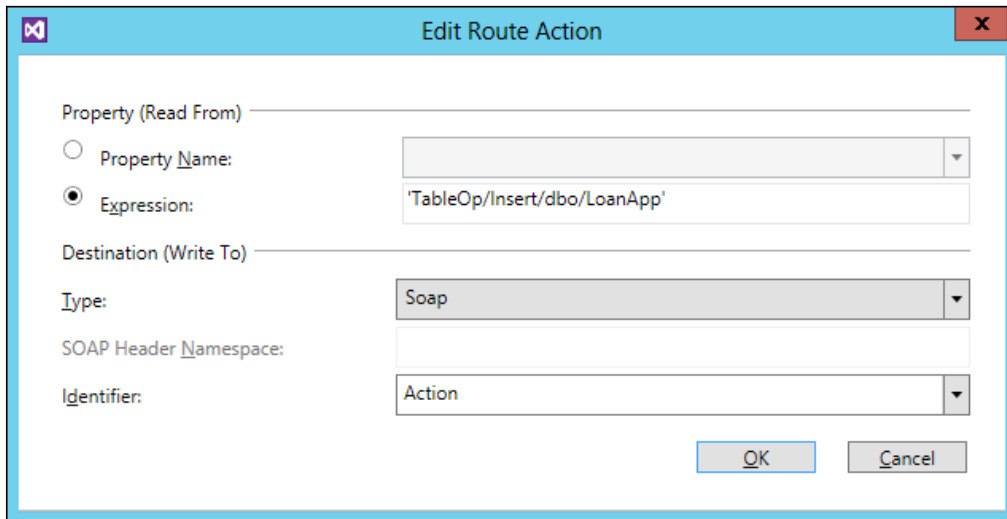 Edit Route Action
x
Property (Read From)
Property Name:
Expression:
'TableOp/Insert/dbo/LoanApp'
Destination (Write To)
Type:
Soap
SOAP Header Namespace:
Identifier:
Action
OK
Cancel